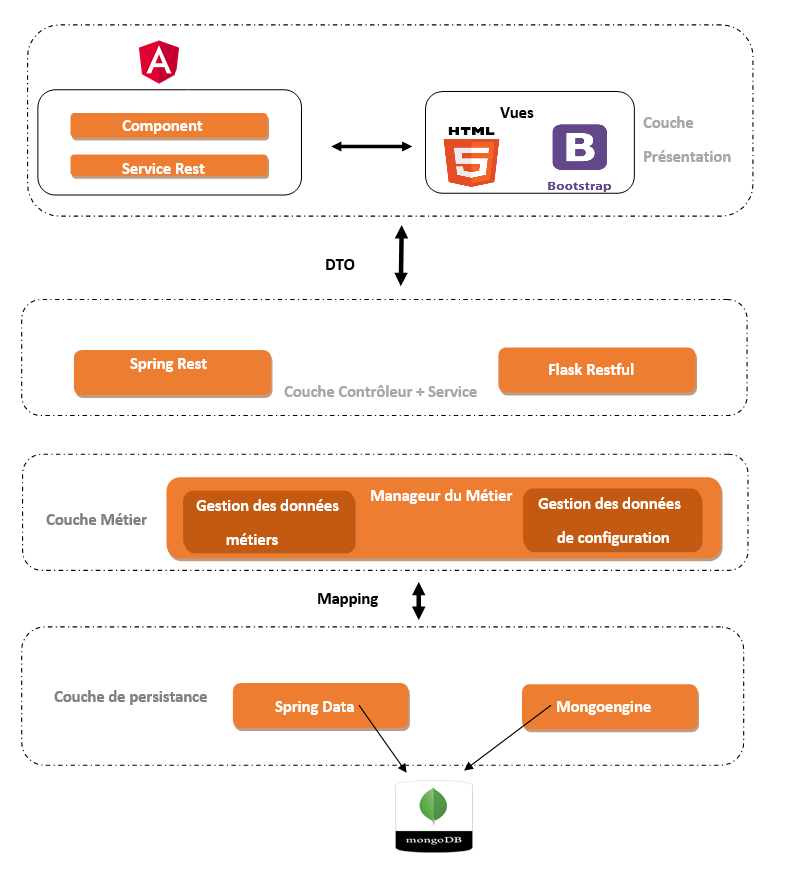 A
Component
Service Rest
Vues
HTML
5
B
Bootstrap
Couche
Présentation
DTO
Spring Rest
Flask Restful
Couche Contrôleur + Service
Couche Métier
Manageur du Métier
Gestion des données
métiers
Gestion des données
de configuration
Mapping
Couche de persistance
Spring Data
Mongoengine
mongoDB